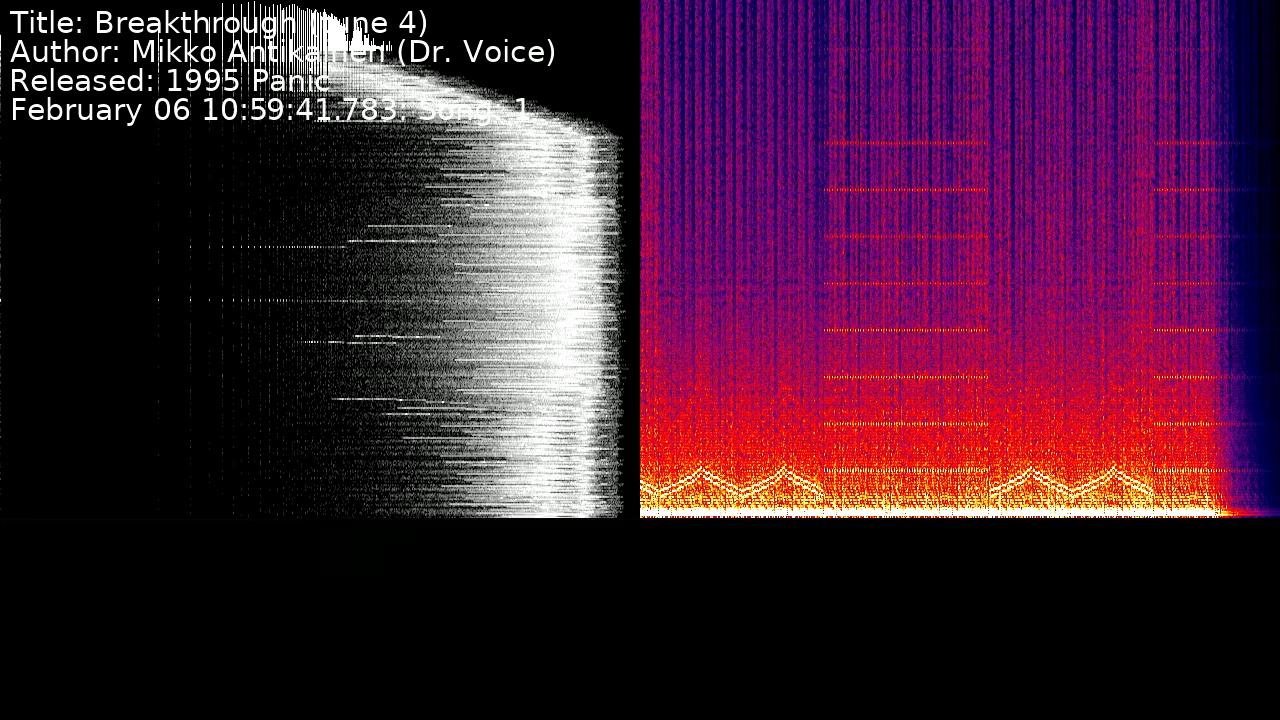 Title: Breakthrough (Tune 4)
Author: Mikko Antikainen (Dr. Voice)
Released: 1995 Panic
February 06 10:59:41.783, Song: 1